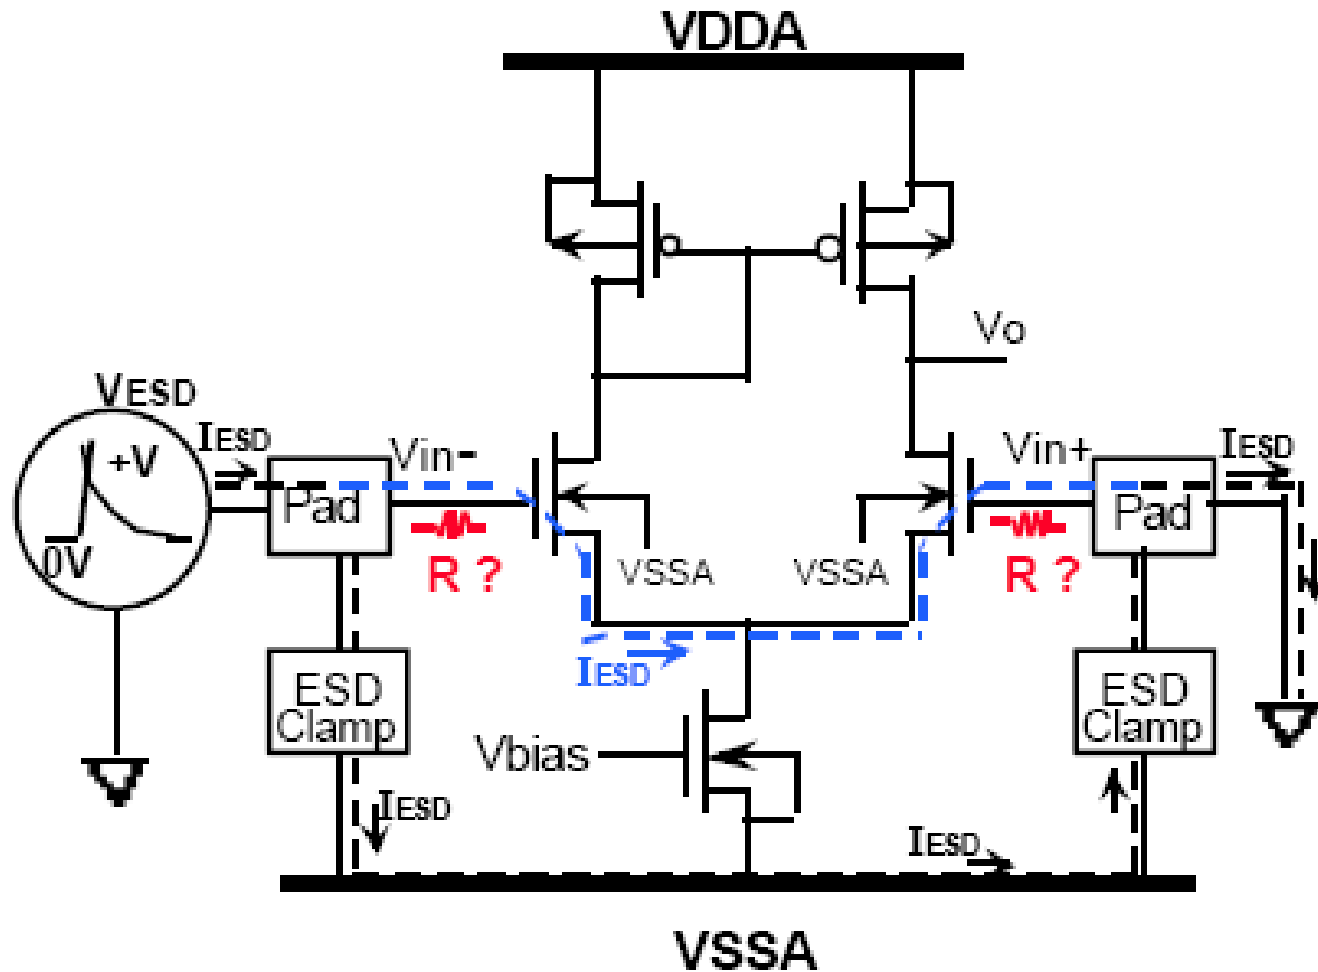 VDDA
Vo
VESD
IESD
+V
0V
Pad
Vin-
R ?
VSSA
VSSA
Vin+
R ?
Pad
IESD
IESD
ESD
Clamp
ESD
Clamp
Vbias
IESD
IESD
VSSA